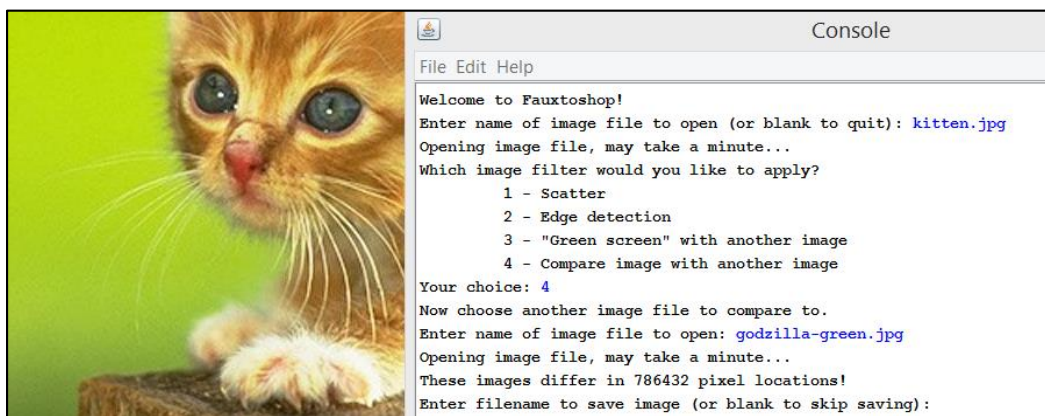 Console
File Edit Help
Welcome to Fauxtoshop!
Enter name of image file to open (or blank to quit): kitten.jpg
Opening image file, may take a minute...
Which image filter would you like to apply?
1 - Scatter
2 - Edge detection
3 - "Green screen" with another image
4 - Compare image with another image
Your choice: 4
Now choose another image file to compare to.
Enter name of image file to open: godzilla-green.jpg
Opening image file, may take a minute...
These images differ in 786432 pixel locations!
Enter filename to save image (or blank to skip saving):